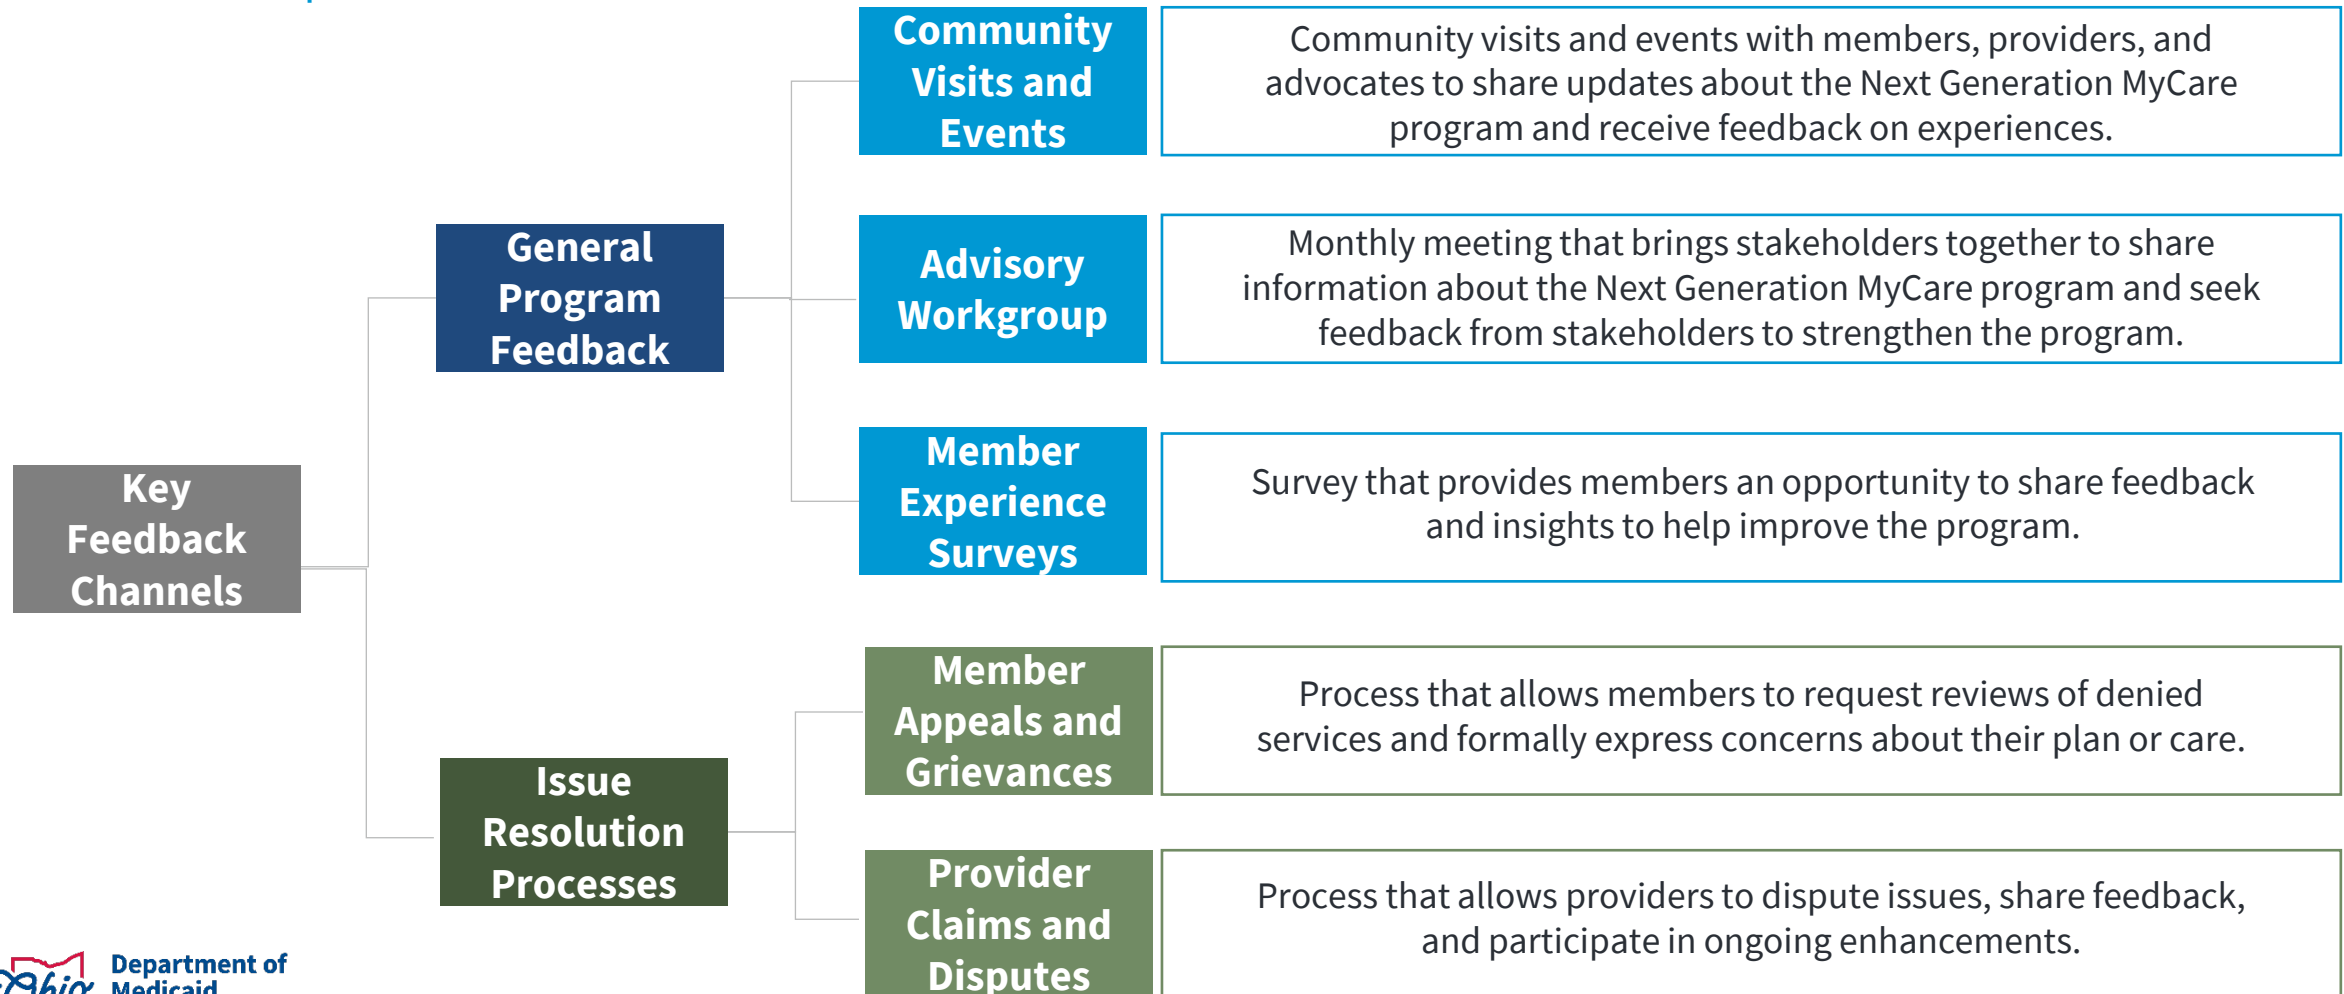 Community
Visits and
Events
Community visits and events with members, providers, and
advocates to share updates about the Next Generation MyCare
program and receive feedback on experiences.
General
Program
Feedback
Advisory
Workgroup
Monthly meeting that brings stakeholders together to share
information about the Next Generation MyCare program and seek
feedback from stakeholders to strengthen the program.
Member
Experience
Surveys
Survey that provides members an opportunity to share feedback
and insights to help improve the program.
Key
Feedback
Channels
Member
Appeals and
Grievances
Process that allows members to request reviews of denied
services and formally express concerns about their plan or care.
Issue
Resolution
Processes
Provider
Claims and
Disputes
Process that allows providers to dispute issues, share feedback,
and participate in ongoing enhancements.
Ohio
Department of
Medicaid